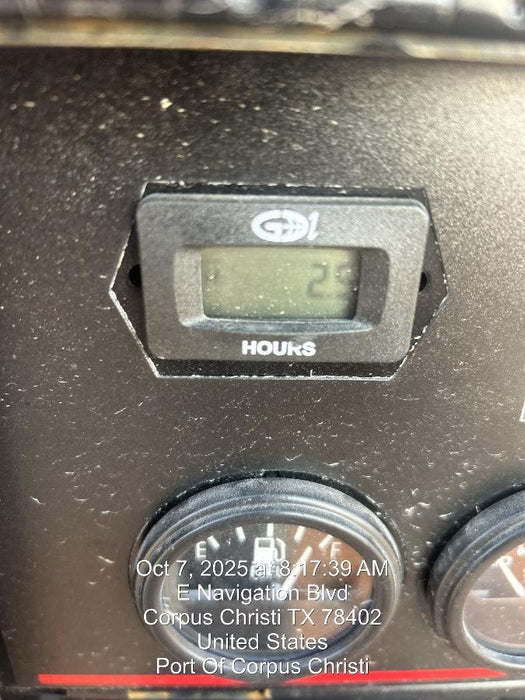 GDI
HOURS
E F
Oct 7, 2025 at 8:17:39 AM
E Navigation Blvd
Corpus Christi TX 78402
United States
Port Of Corpus Christi